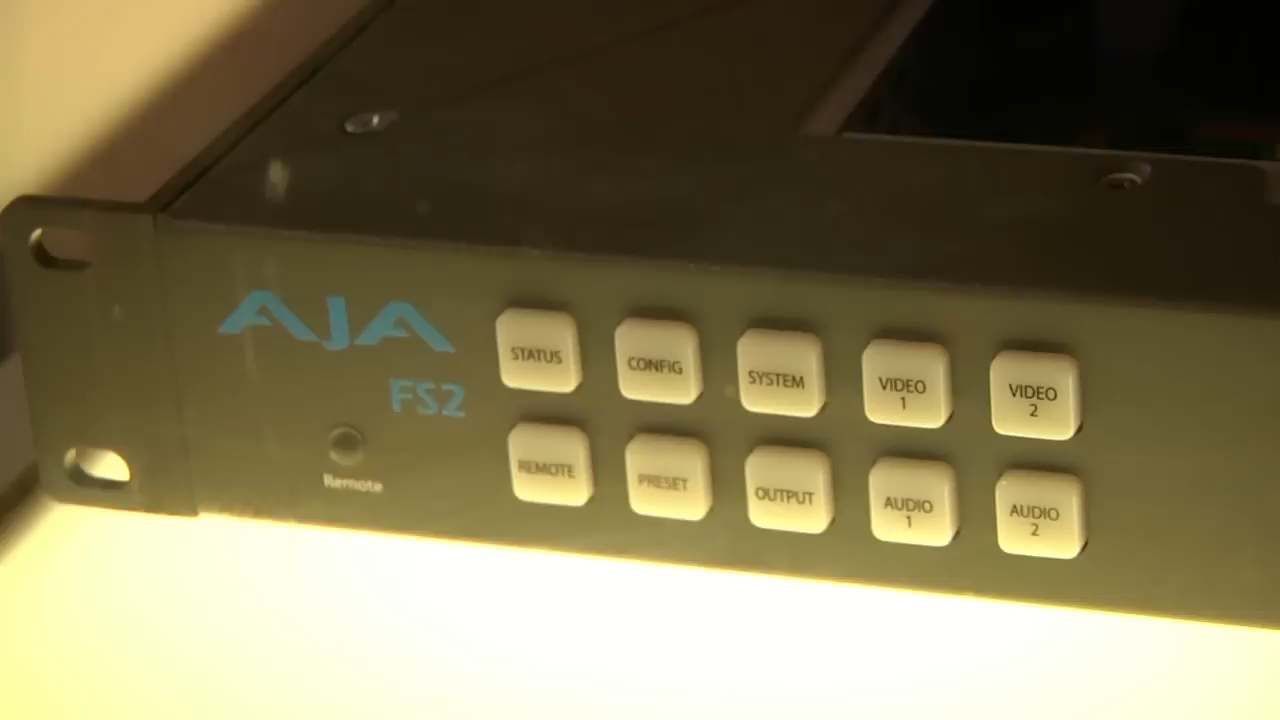 AJA
FS2
Remote
STATUS
CONFIG
SYSTEM
VIDEO
1
VIDEO
2
REMOTE
PRESET
OUTPUT
AUDIO
1
AUDIO
2